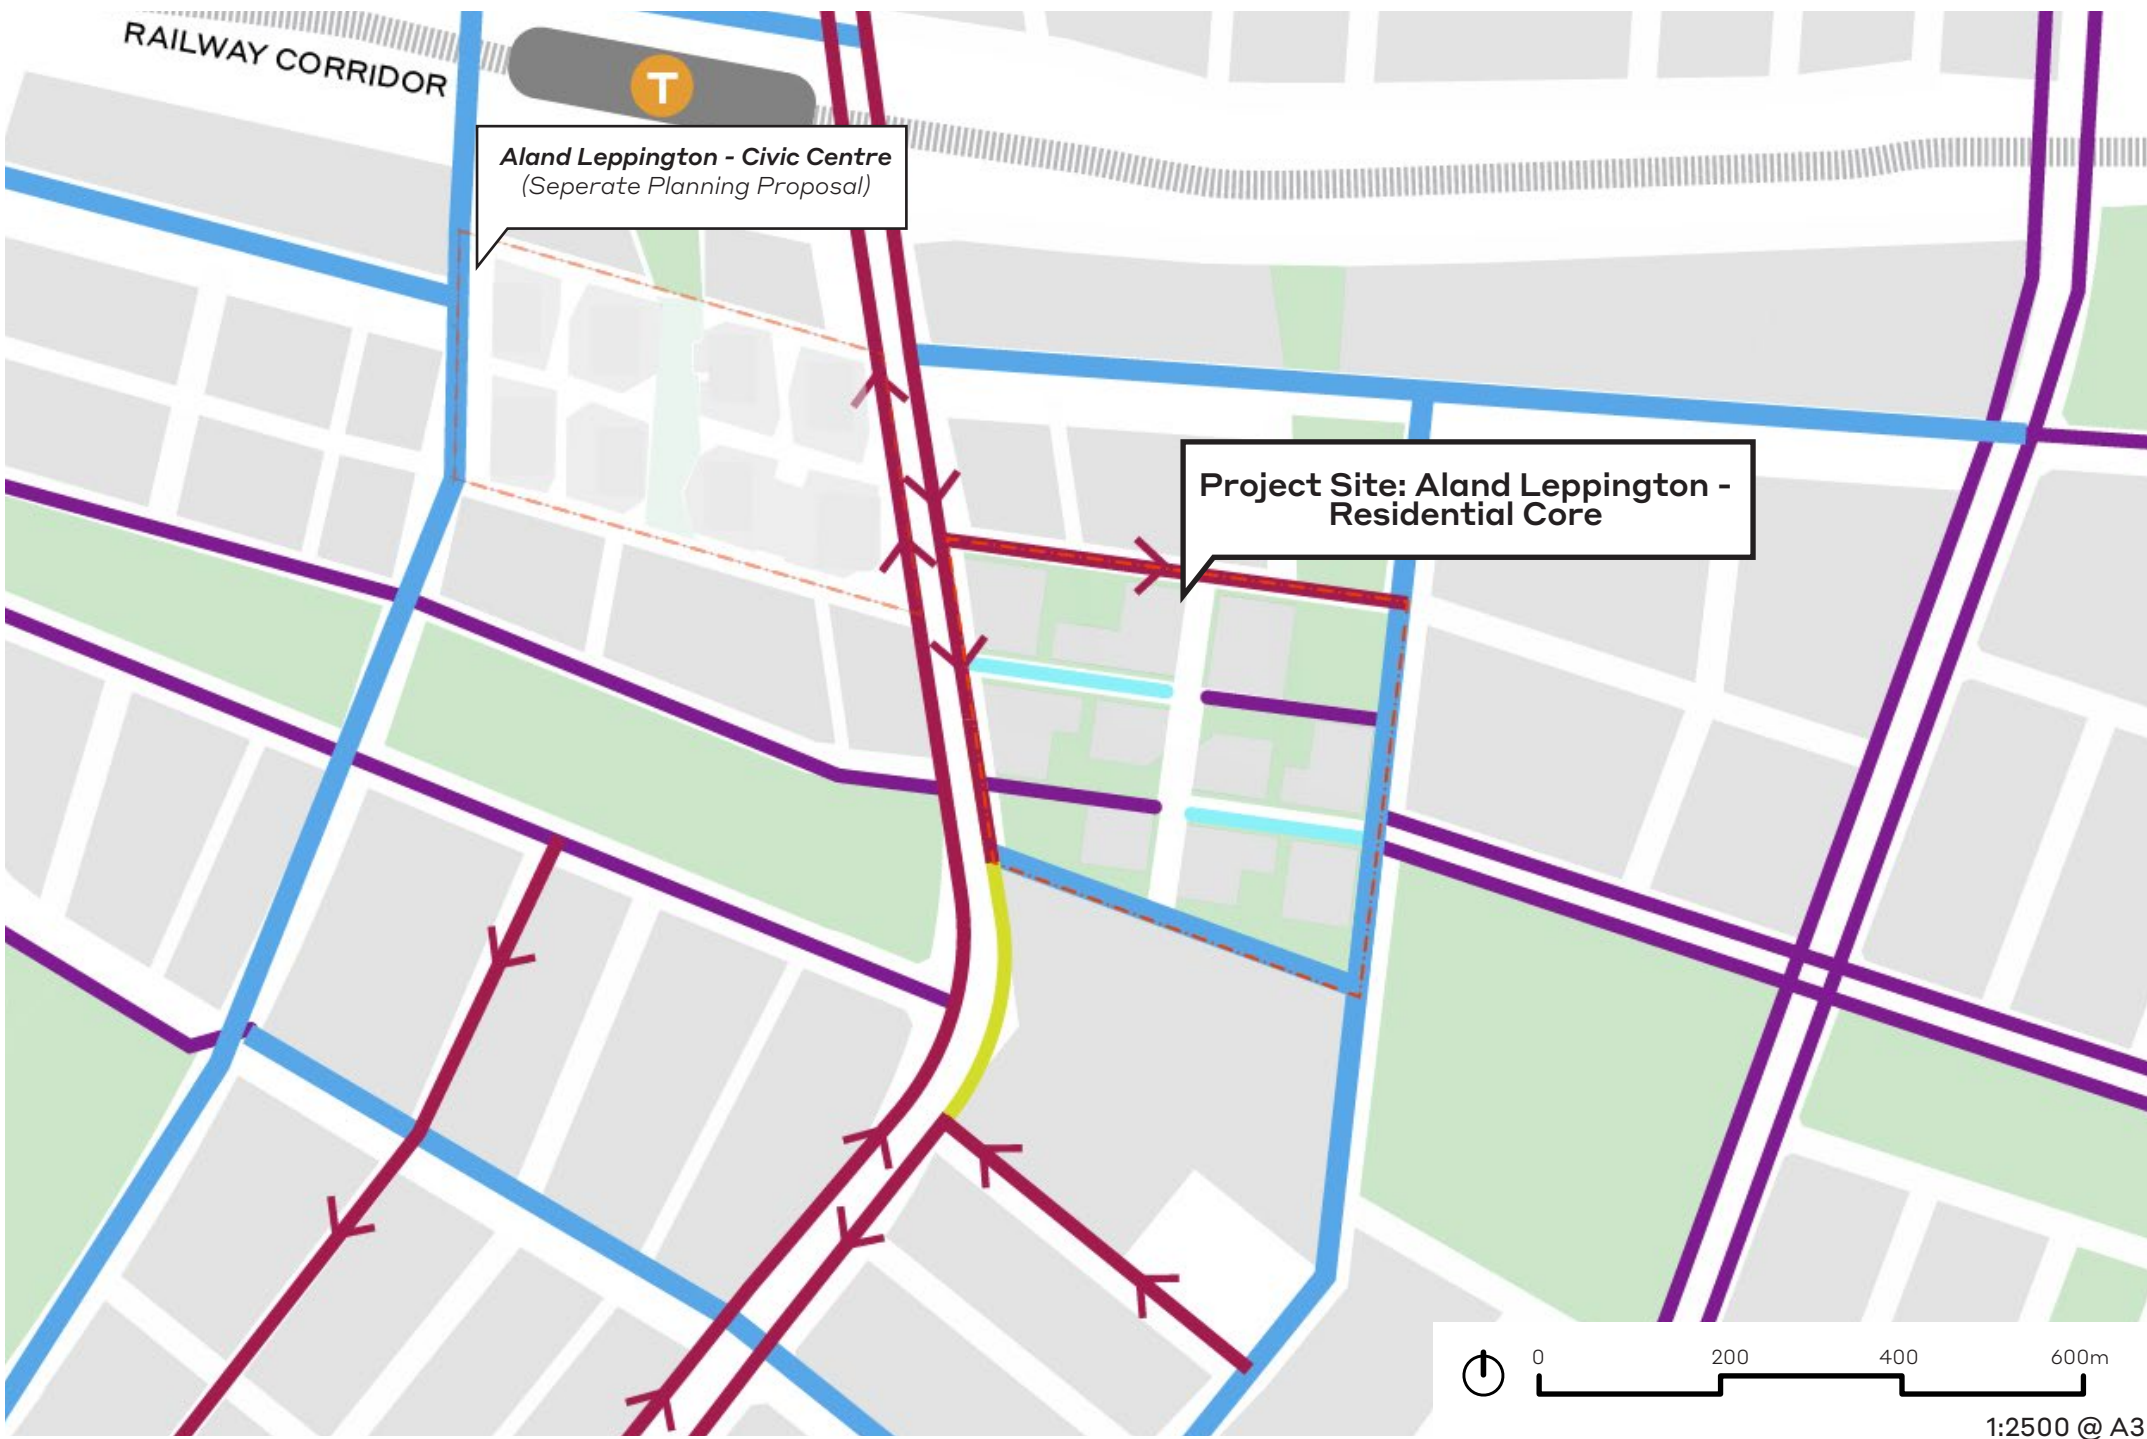 RAILWAY CORRIDOR
T
Aland Leppington - Civic Centre
(Seperate Planning Proposal)
Project Site: Aland Leppington -
Residential Core
0 200 400 600m
1:2500 @ A3